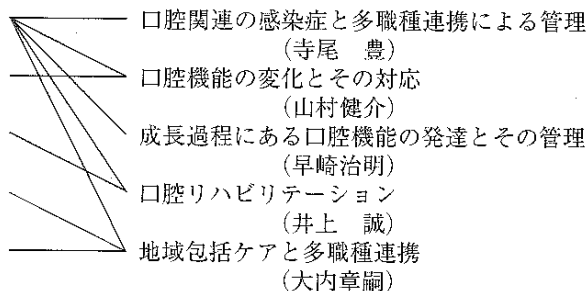 口腔関連の感染症と多職種連携による管理
(寺尾 豊)
口腔機能の変化とその対応
(山村健介)
成長過程にある口腔機能の発達とその管理
(早崎治明)
口腔リハビリテーション
(井上 誠)
地域包括ケアと多職種連携
(大内章嗣)